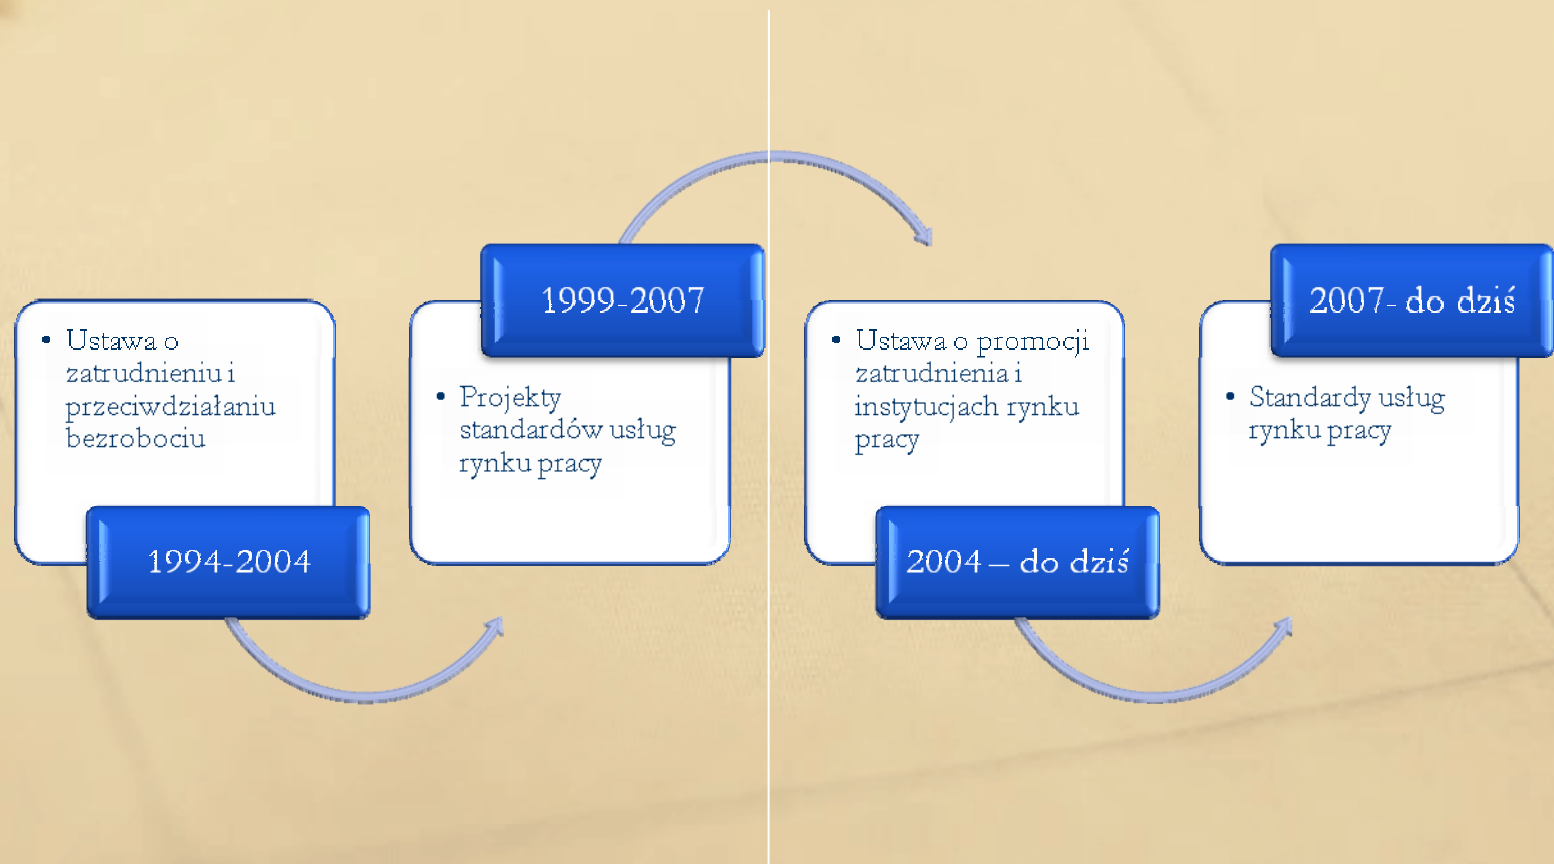 • Ustawa o
zatrudnieniu i
przeciwdziałaniu
bezrobociu
1994-2004
1999-2007
• Projekty
standardów usług
rynku pracy
• Ustawa o promocji
zatrudnienia i
instytucjach rynku
pracy
2004 – do dziś
2007- do dziś
• Standardy usług
rynku pracy